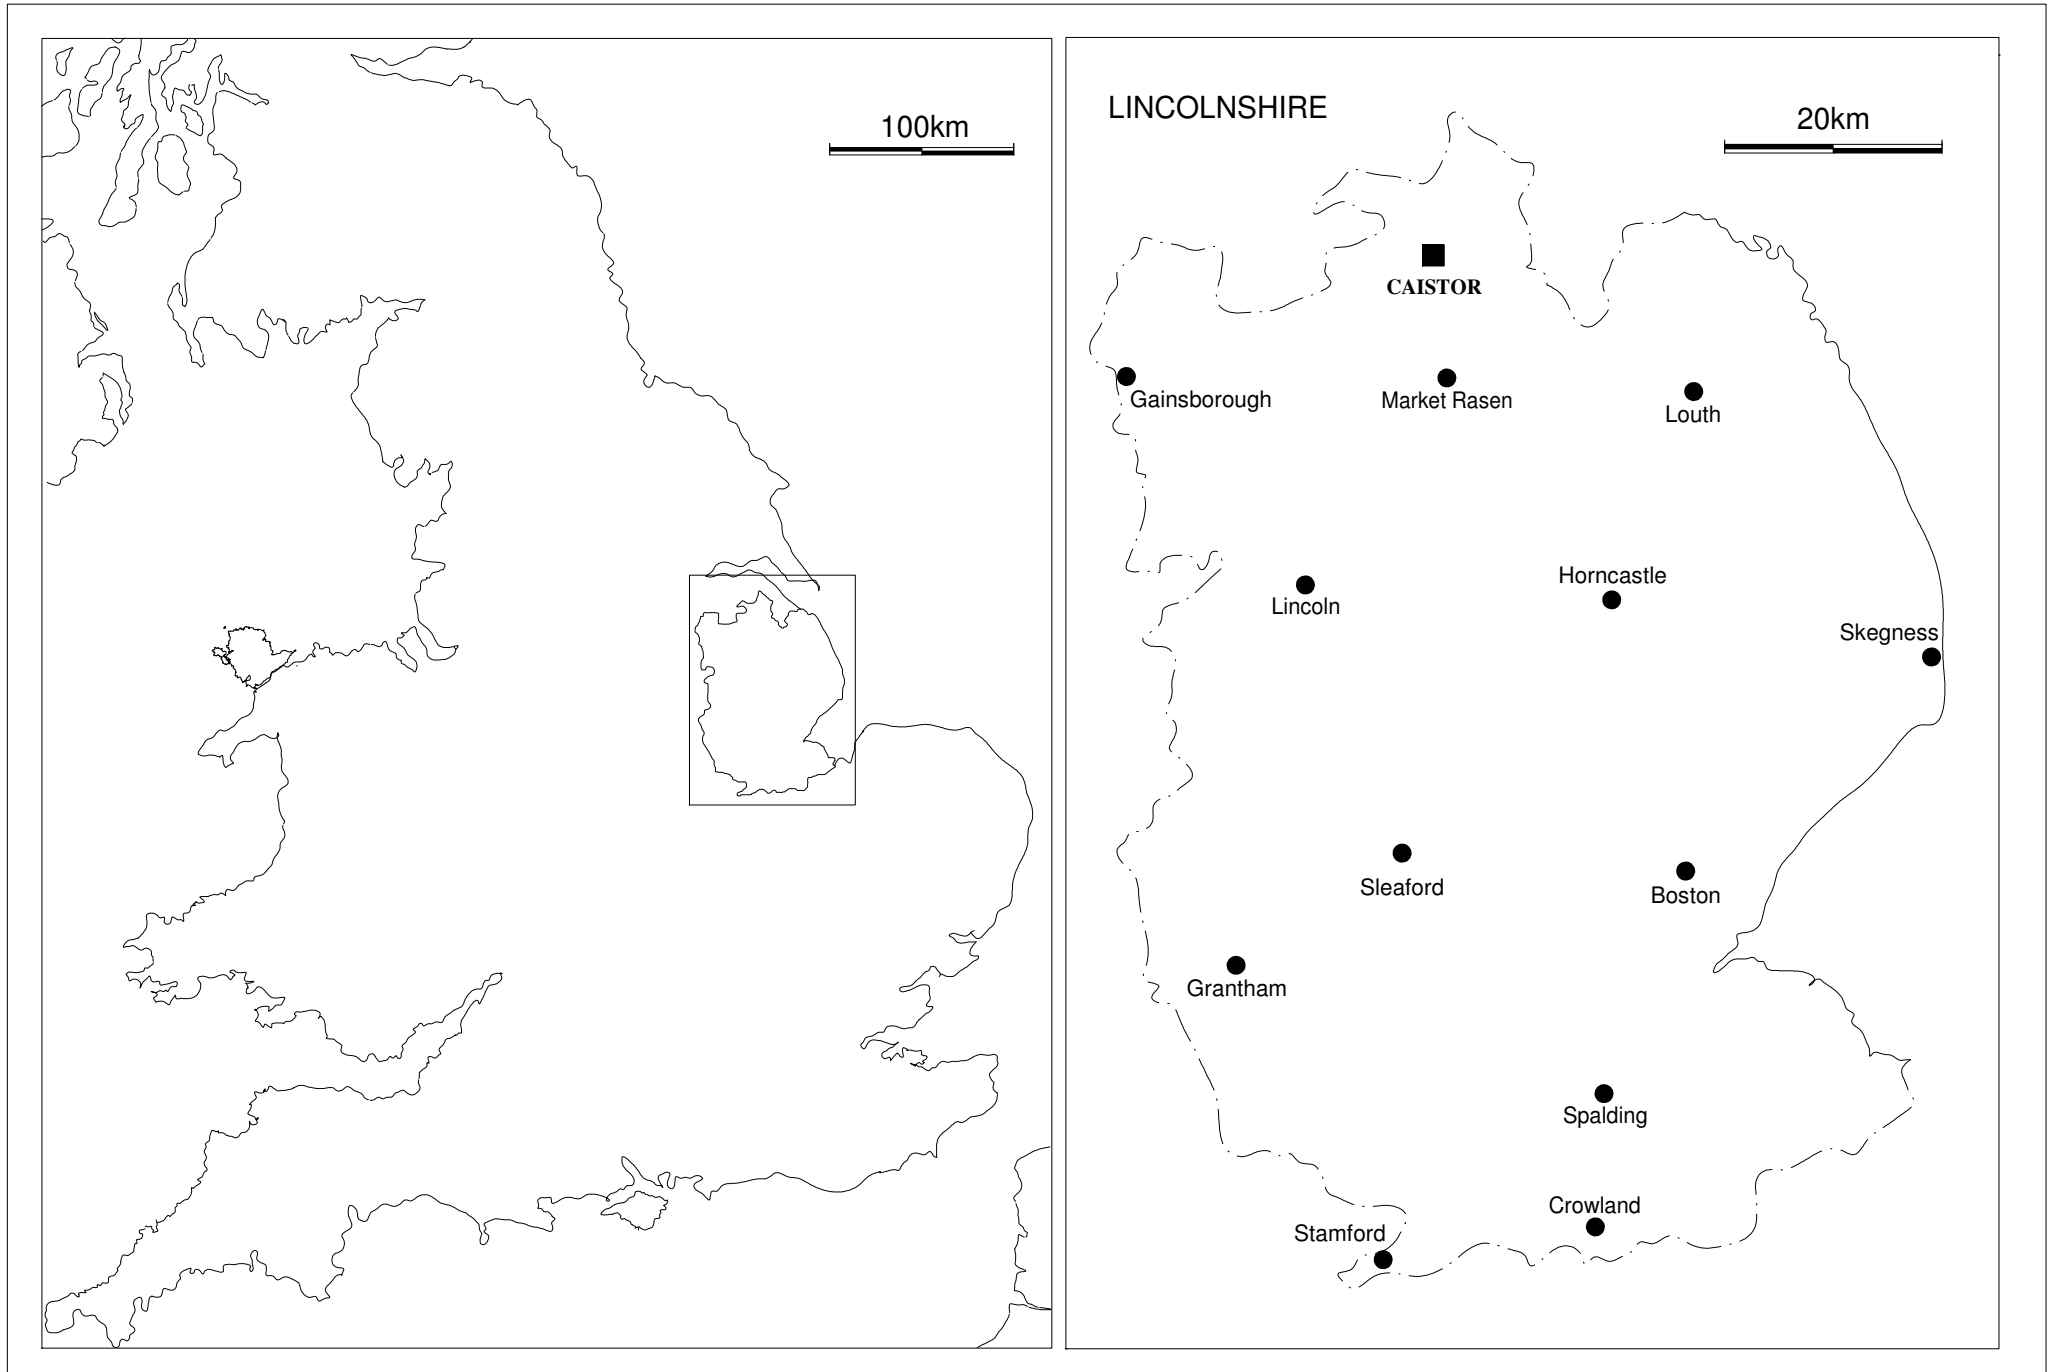 100km
LINCOLNSHIRE
20km
CAISTOR
Gainsborough
Market Rasen
Louth
Horncastle
Lincoln
Skegness
Sleaford
Boston
Grantham
Spalding
Crowland
Stamford